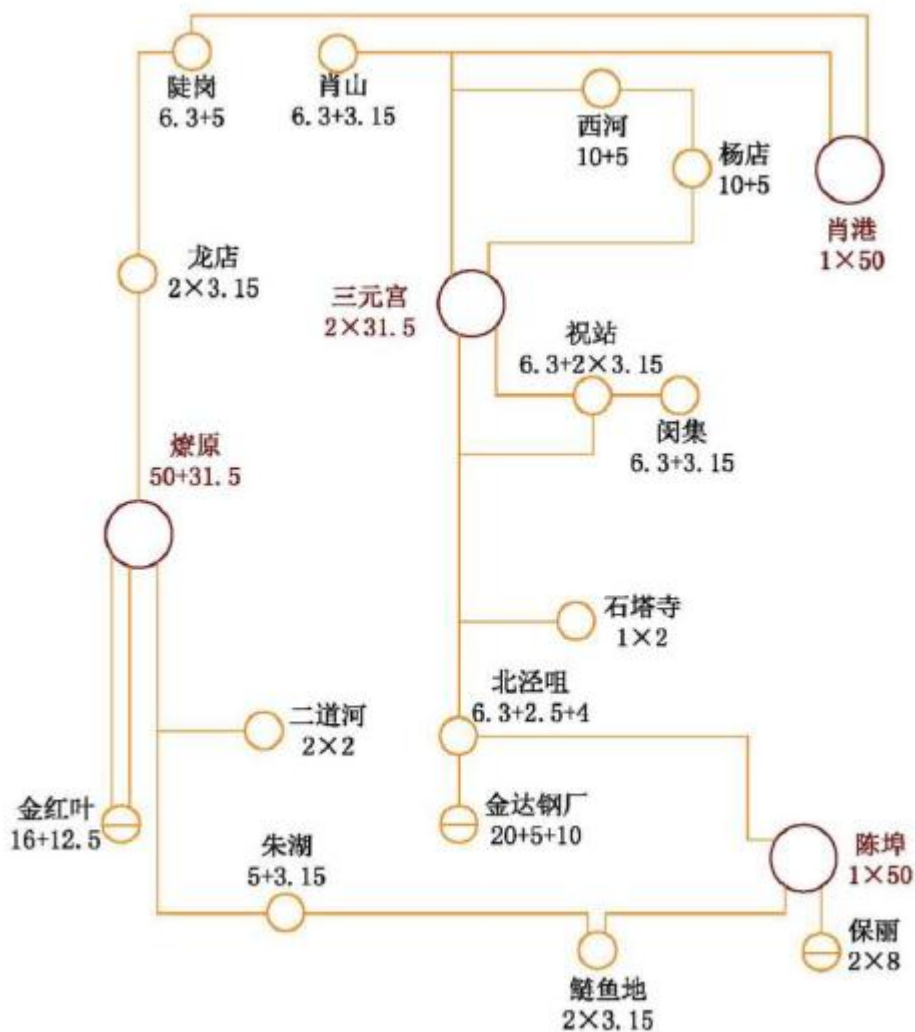 陡岗
6.3+5
肖山
6.3+3.15
西河
10+5
杨店
10+5
肖港
1×50
龙店
2×3.15
三元宫
2×31.5
祝站
6.3+2×3.15
闵集
6.3+3.15
燎原
50+31.5
石塔寺
1×2
北泾咀
6.3+2.5+4
二道河
2×2
金红叶
16+12.5
金达钢厂
20+5+10
朱湖
5+3.15
陈埠
1×50
保丽
2×8
鲢鱼地
2×3.15